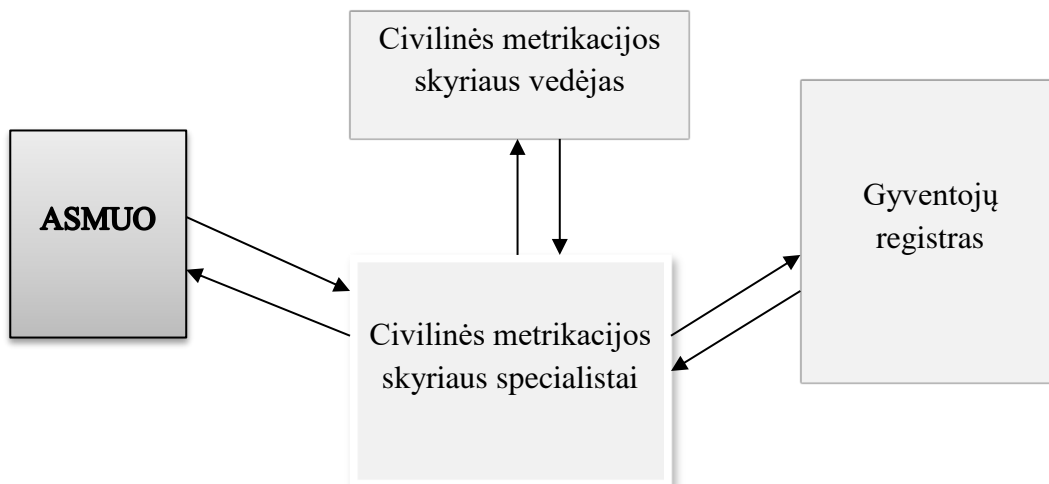 Civilinės metrikacijos
skyriaus vedėjas
ASMUO
Gyventojų
registras
Civilinės metrikacijos
skyriaus specialistai